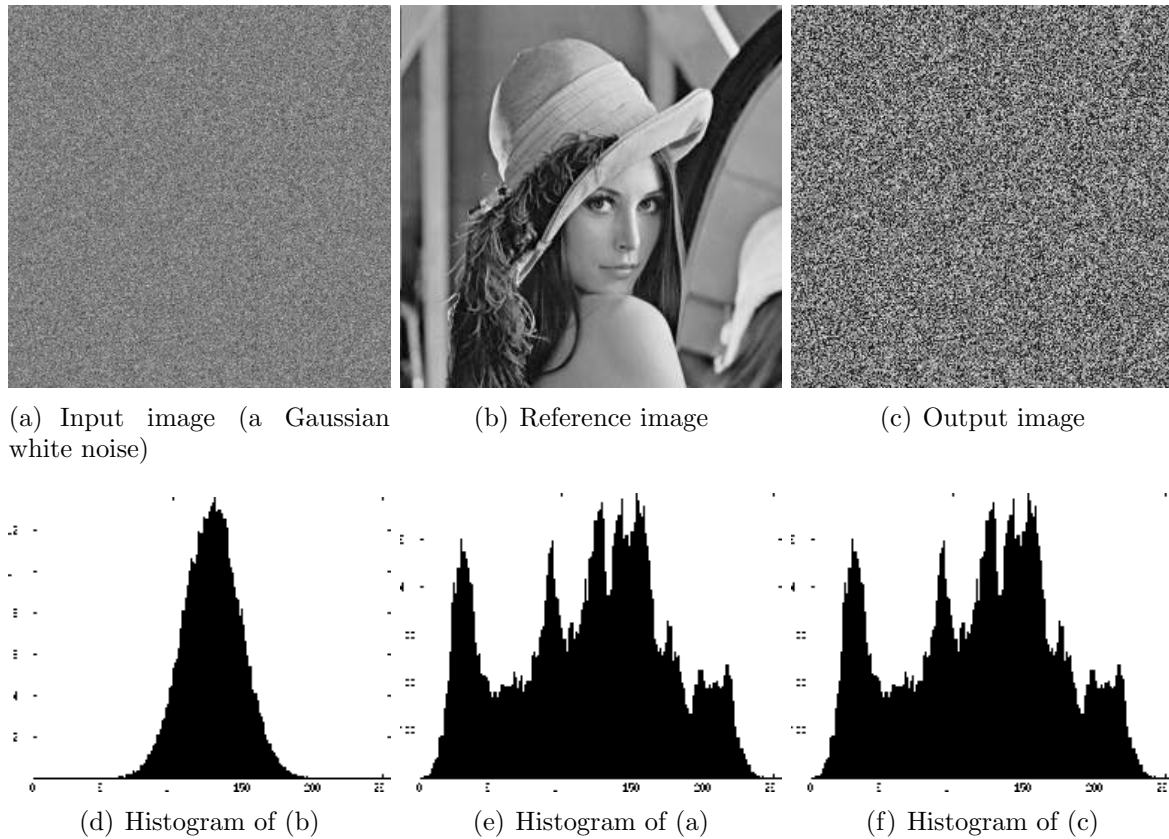 (a) Input image (a Gaussian
white noise)
(b) Reference image
(c) Output image
0 150 200
0 150 200
0 150 200
(d) Histogram of (b)
(e) Histogram of (a)
(f) Histogram of (c)